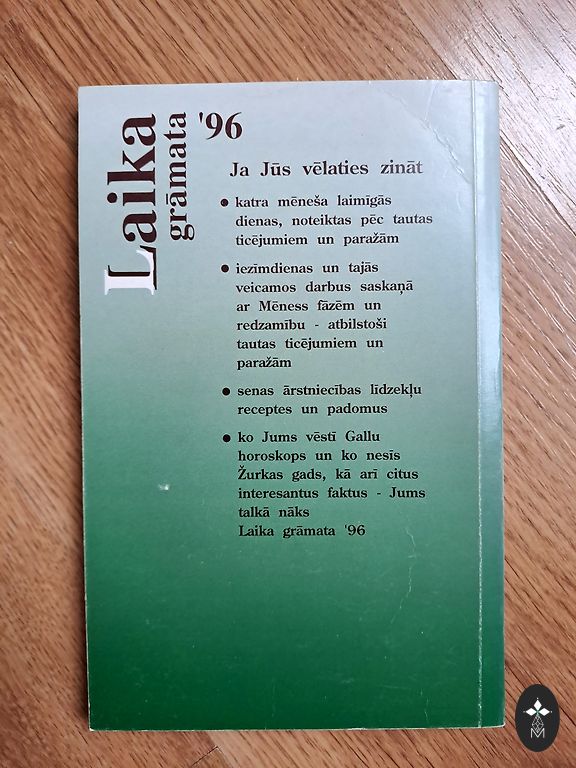 Laika
grāmata
'96
Ja Jūs vēlaties zināt
• katra mēneša laimīgās
dienas, noteiktas pēc tautas
ticējumiem un paražām
• iezīmdienas un tajās
veicamos darbus saskaņā
ar Mēness fāzēm un
redzamību - atbilstoši
tautas ticējumiem un
paražām
• senas ārstniecības līdzekļu
receptes un padomus
• ko Jums vēstī Gallu
horoskops un ko nesīs
Žurkas gads, kā arī citus
interesantus faktus - Jums
talkā nāks
Laika grāmata '96
M